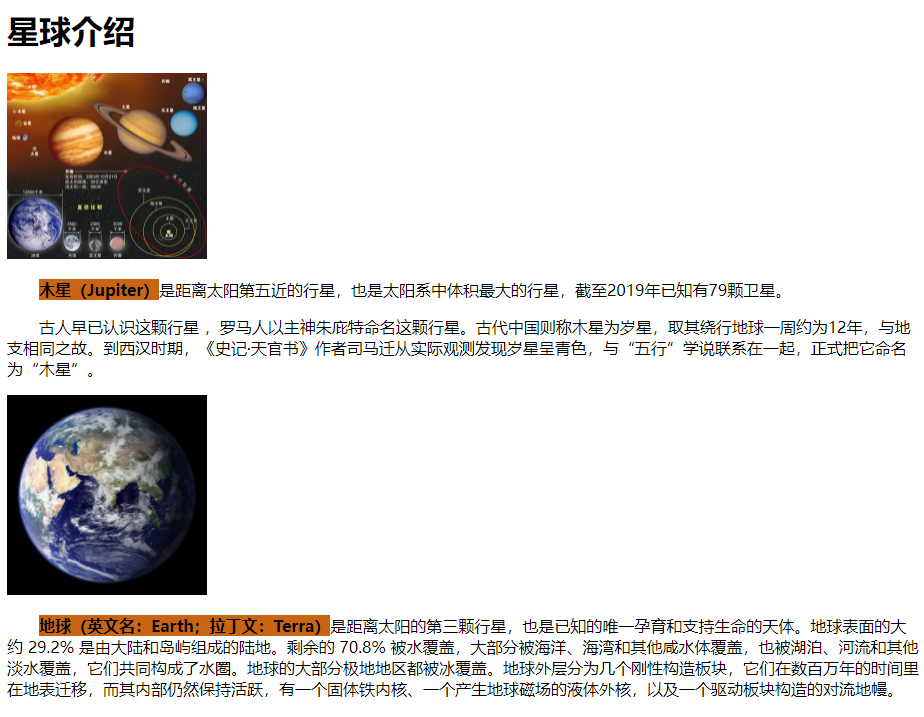 星球介绍
木星（Jupiter）是距离太阳第五近的行星，也是太阳系中体积最大的行星，截至2019年已知有79颗卫星。
古人早已认识这颗行星 ，罗马人以主神朱庇特命名这颗行星。古代中国则称木星为岁星，取其绕行地球一周约为12年，与地
支相同之故。到西汉时期，《史记·天官书》作者司马迁从实际观测发现岁星呈青色，与“五行”学说联系在一起，正式把它命名
为“木星”。
地球（英文名：Earth；拉丁文：Terra）是距离太阳的第三颗行星，也是已知的唯一孕育和支持生命的天体。地球表面的大
约 29.2% 是由大陆和岛屿组成的陆地。剩余的 70.8% 被水覆盖，大部分被海洋、海湾和其他咸水体覆盖，也被湖泊、河流和其他
淡水覆盖，它们共同构成了水圈。地球的大部分极地地区都被冰覆盖。地球外层分为几个刚性构造板块，它们在数百万年的时间里
在地表迁移，而其内部仍然保持活跃，有一个固体铁内核、一个产生地球磁场的液体外核，以及一个驱动板块构造的对流地幔。